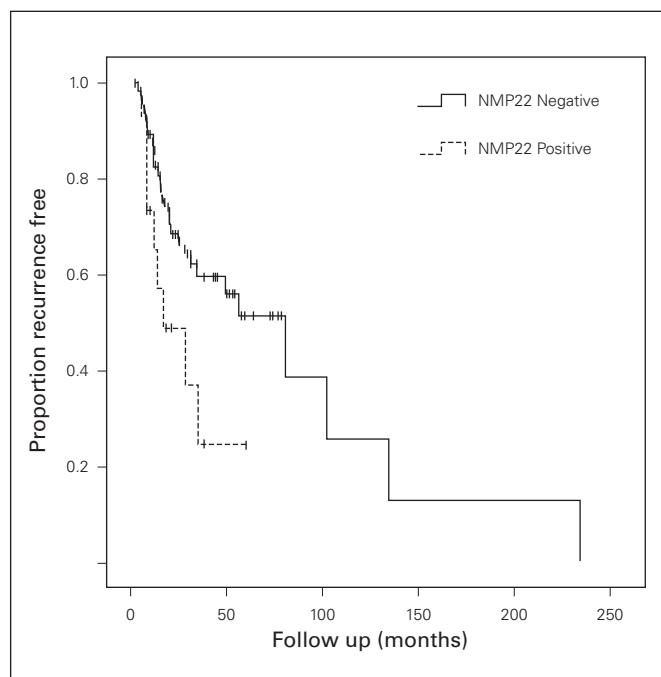 Proportion recurrence free
1.0
0.8
0.6
0.4
0.2
NMP22 Negative
NMP22 Positive
0 50 100 150 200 250
Follow up (months)